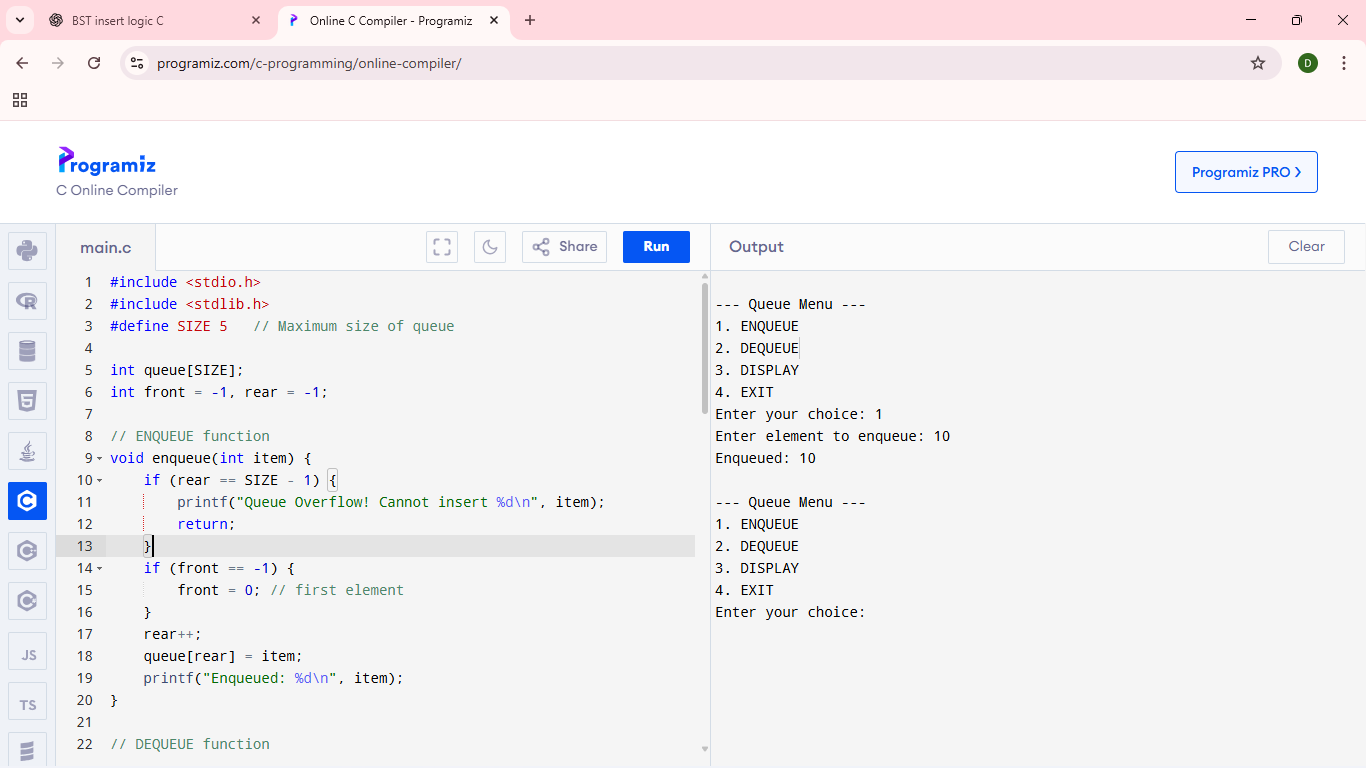 BST insert logic C
Online C Compiler - Programiz
programiz.com/c-programming/online-compiler/
D
Programiz
C Online Compiler
Programiz PRO
main.c
Share
Run
Output
Clear
JS
TS
1 #include <stdio.h>
2 #include <stdlib.h>
3 #define SIZE 5   // Maximum size of queue
4
5 int queue[SIZE];
6 int front = -1, rear = -1;
7
8 // ENQUEUE function
9 void enqueue(int item) {
10     if (rear == SIZE - 1) {
11         printf("Queue Overflow! Cannot insert %d\n", item);
12         return;
13     }
14     if (front == -1) {
15         front = 0; // first element
16     }
17     rear++;
18     queue[rear] = item;
19     printf("Enqueued: %d\n", item);
20 }
21
22 // DEQUEUE function
--- Queue Menu ---
1. ENQUEUE
2. DEQUEUE
3. DISPLAY
4. EXIT
Enter your choice: 1
Enter element to enqueue: 10
Enqueued: 10
--- Queue Menu ---
1. ENQUEUE
2. DEQUEUE
3. DISPLAY
4. EXIT
Enter your choice: